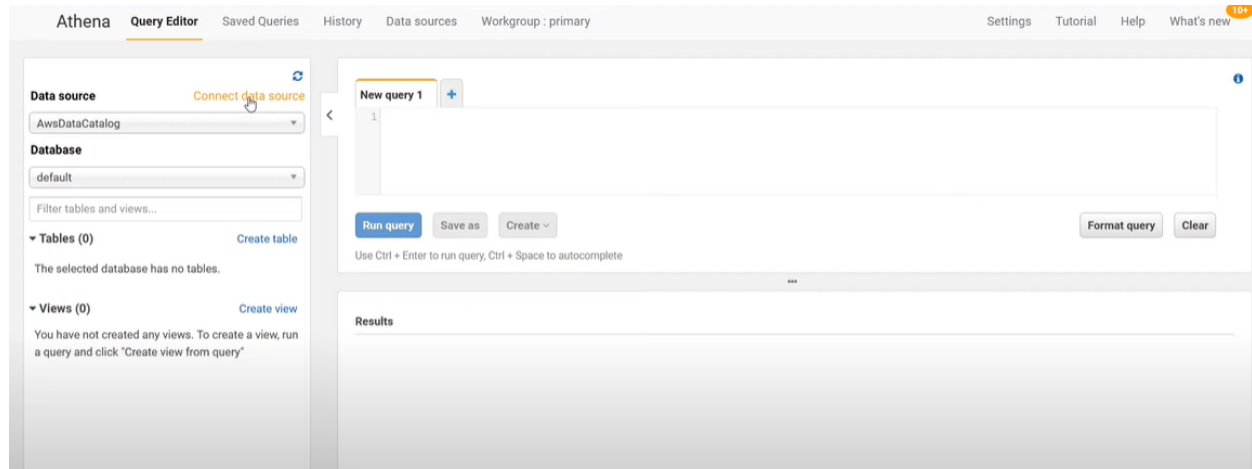 Athena Query Editor Saved Queries History Data sources Workgroup : primary Settings Tutorial Help What's new 10+
Data source Connect data source
AwsDataCatalog
Database
default
Filter tables and views...
Tables (0) Create table
The selected database has no tables.
Views (0) Create view
You have not created any views. To create a view, run
a query and click "Create view from query"
New query 1
1
Run query Save as Create Format query Clear
Use Ctrl + Enter to run query, Ctrl + Space to autocomplete
Results